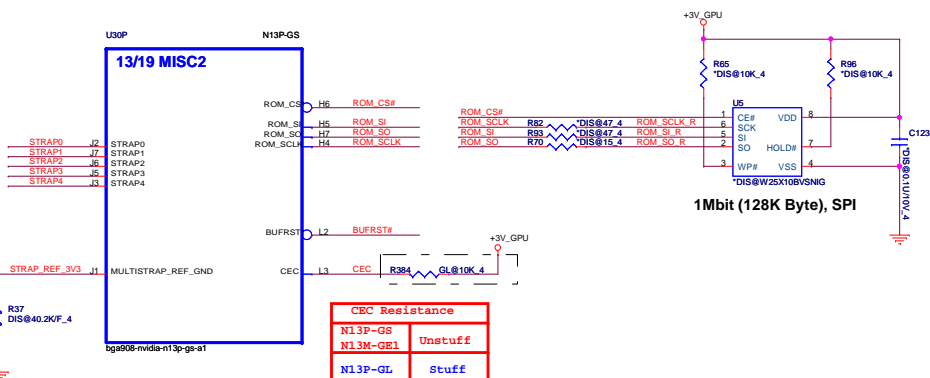 U30P
N13P-GS
13/19 MISC2
ROM_CS
H6
ROM_CS#
ROM_SI
H5
ROM_SI
ROM_SO
H7
ROM_SO
ROM_SCLK
H4
ROM_SCLK
STRAP0
J2
STRAP0
STRAP1
J7
STRAP1
STRAP2
J6
STRAP2
STRAP3
J5
STRAP3
STRAP4
J3
STRAP4
BUFRST
L2
BUFRST#
STRAP_REF_3V3
J1
MULTISTRAP_REF_GND
CEC
L3
CEC
R384
GL@10K_4
+3V_GPU
R37
DIS@40.2K/F_4
bga908-nvidia-n13p-gs-a1
CEC Resistance
N13P-GS
N13M-GE1
Unstuff
N13P-GL
Stuff
+3V_GPU
R65
*DIS@10K_4
R96
*DIS@10K_4
U5
ROM_CS#
1
CE#
VDD
8
ROM_SCLK
R82
*DIS@47_4
ROM_SCLK_R
6
SCK
ROM_SI
R93
*DIS@47_4
ROM_SI_R
5
SI
ROM_SO
R70
*DIS@15_4
ROM_SO_R
2
SO
HOLD#
7
3
WP#
VSS
4
*DIS@W25X10BVSNIG
C123
*DIS@0.1U/10V_4
1Mbit (128K Byte), SPI